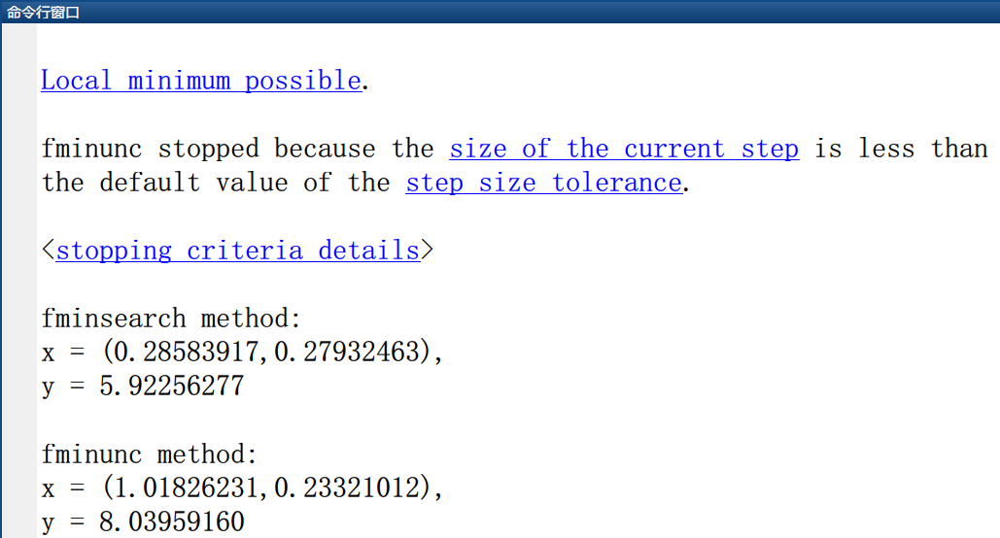 命令行窗口
Local minimum possible.
fminunc stopped because the size of the current step is less than
the default value of the step size tolerance.
<stopping criteria details>
fminsearch method:
x = (0.28583917,0.27932463),
y = 5.92256277
fminunc method:
x = (1.01826231,0.23321012),
y = 8.03959160